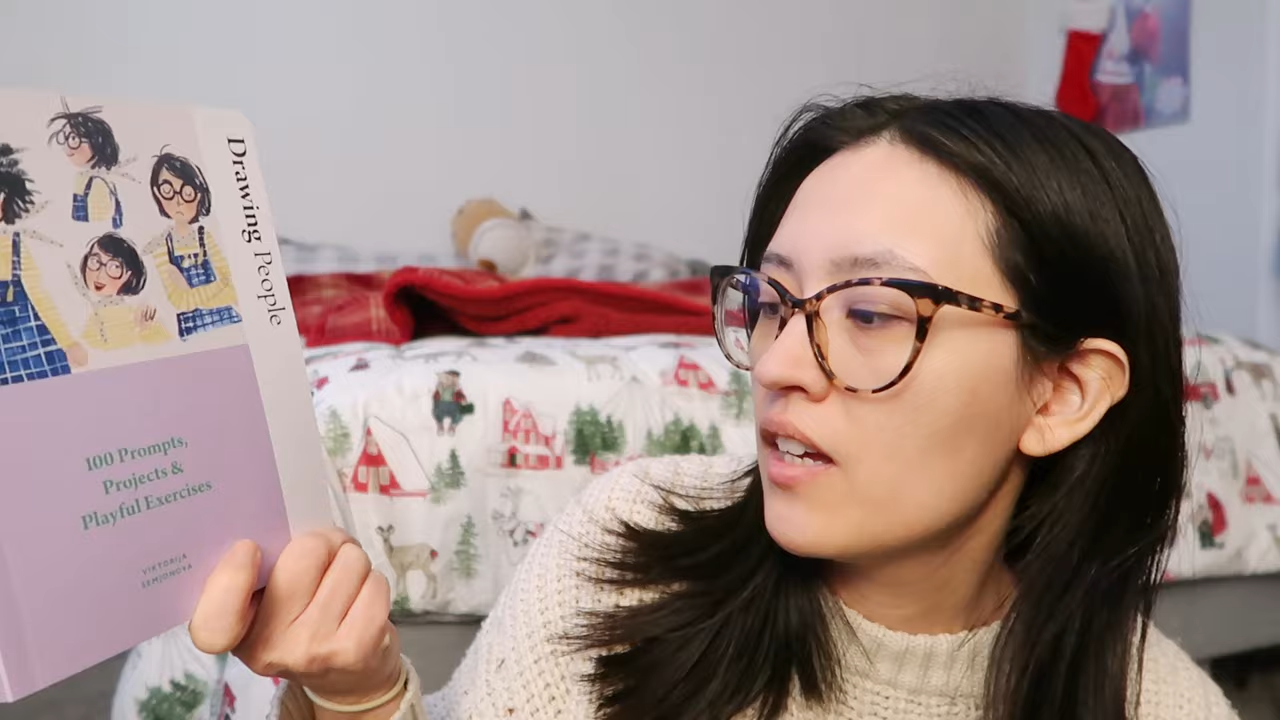 Drawing People
100 Prompts,
Projects &
Playful Exercises
VIKTORIJA
SEMJONOVA